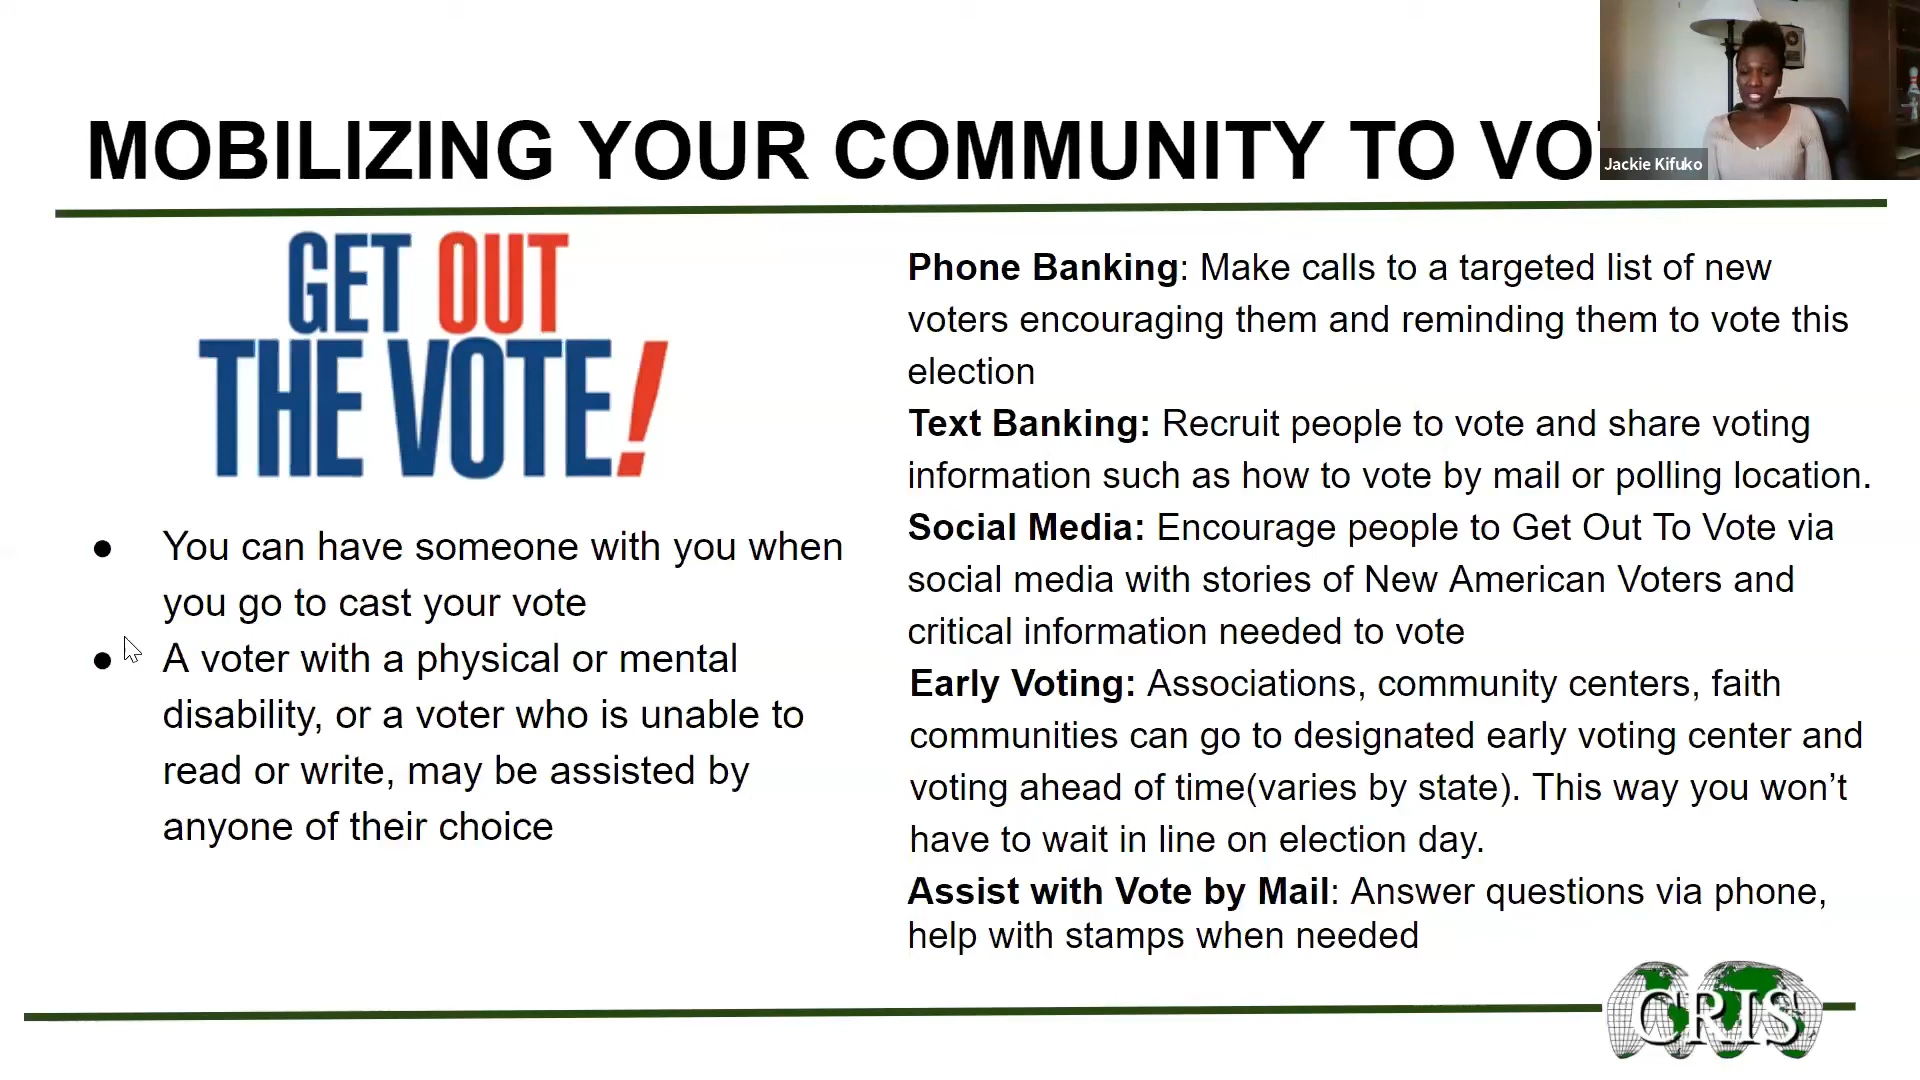 MOBILIZING YOUR COMMUNITY TO VO
Jackie Kifuko
GET OUT
THE VOTE!
● You can have someone with you when
you go to cast your vote
● A voter with a physical or mental
disability, or a voter who is unable to
read or write, may be assisted by
anyone of their choice
Phone Banking: Make calls to a targeted list of new
voters encouraging them and reminding them to vote this
election
Text Banking: Recruit people to vote and share voting
information such as how to vote by mail or polling location.
Social Media: Encourage people to Get Out To Vote via
social media with stories of New American Voters and
critical information needed to vote
Early Voting: Associations, community centers, faith
communities can go to designated early voting center and
voting ahead of time(varies by state). This way you won’t
have to wait in line on election day.
Assist with Vote by Mail: Answer questions via phone,
help with stamps when needed
CRIS